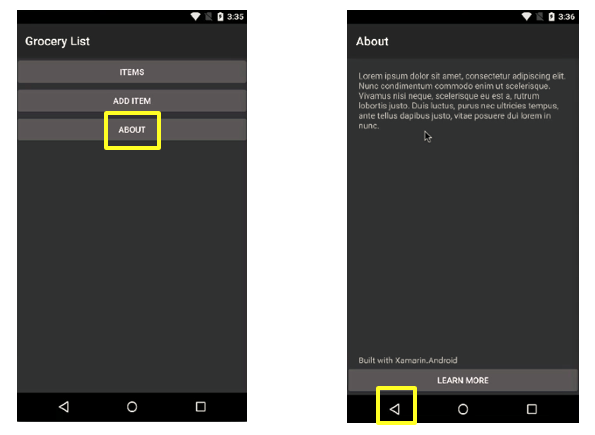 3:35
Grocery List
ITEMS
ADD ITEM
ABOUT
3:36
About
Lorem ipsum dolor sit amet, consectetur adipiscing elit.
Nunc condimentum commodo enim ut scelerisque.
Vivamus nisi neque, scelerisque eu est a, rutrum
lobortis justo. Duis luctus, purus nec ultricies tempus,
ante tellus dapibus justo, vitae posuere dui lorem in
nunc.
Built with Xamarin.Android
LEARN MORE